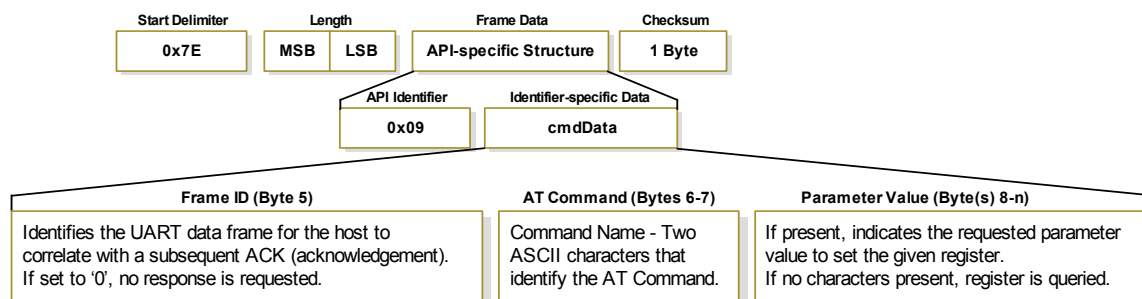 Start Delimiter
Length
Frame Data
Checksum
0x7E
MSB
LSB
API-specific Structure
1 Byte
API Identifier
Identifier-specific Data
0x09
cmdData
Frame ID (Byte 5)
Identifies the UART data frame for the host to
correlate with a subsequent ACK (acknowledgement).
If set to ‘0’, no response is requested.
AT Command (Bytes 6-7)
Command Name - Two
ASCII characters that
identify the AT Command.
Parameter Value (Byte(s) 8-n)
If present, indicates the requested parameter
value to set the given register.
If no characters present, register is queried.